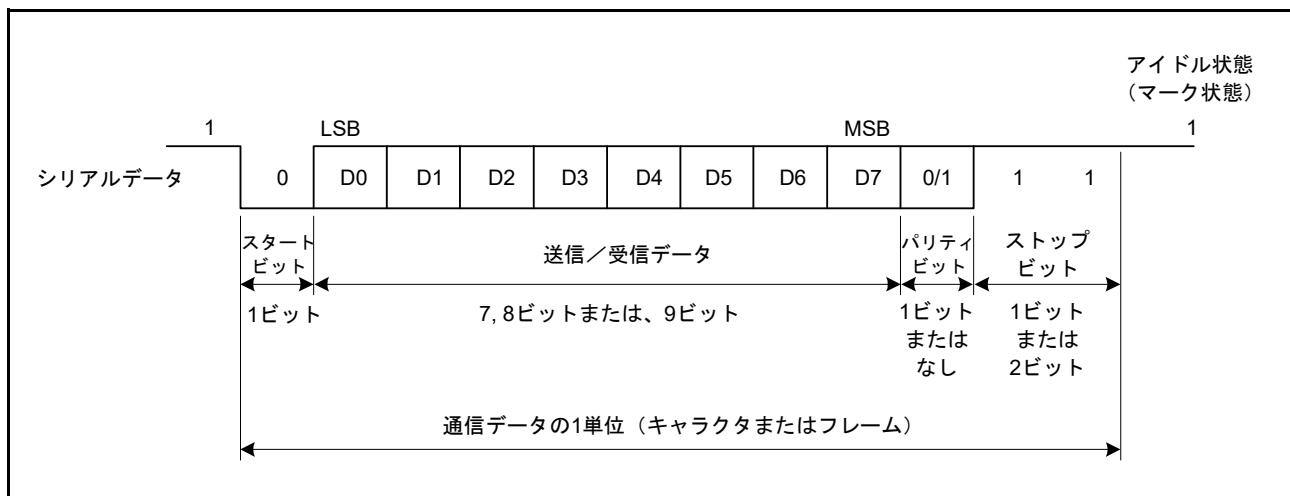 アイドル状態
（マーク状態）
1 LSB MSB 1
シリアルデータ 0 D0 D1 D2 D3 D4 D5 D6 D7 0/1 1 1
スタート
ビット
送信／受信データ
パリティ
ビット
ストップ
ビット
1ビット
7, 8ビットまたは、9ビット
1ビット
または
なし
1ビット
または
2ビット
通信データの1単位（キャラクタまたはフレーム）